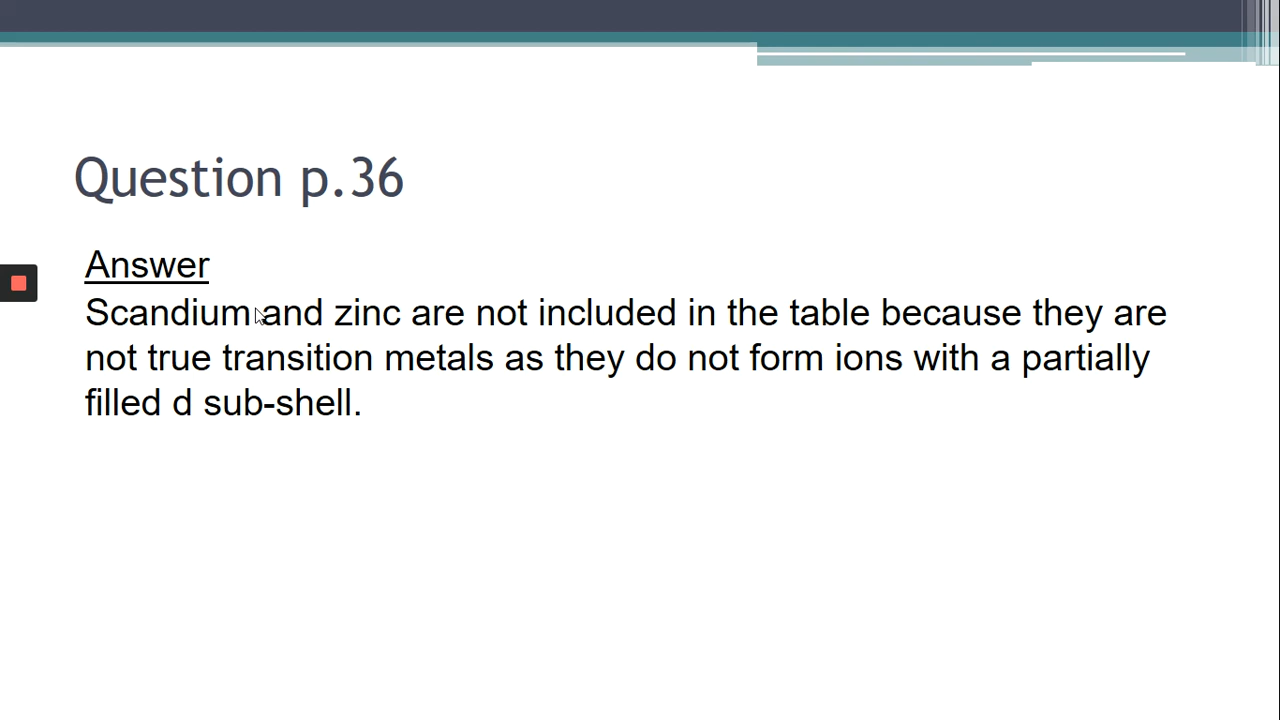 Question p.36
Answer
Scandium and zinc are not included in the table because they are
not true transition metals as they do not form ions with a partially
filled d sub-shell.